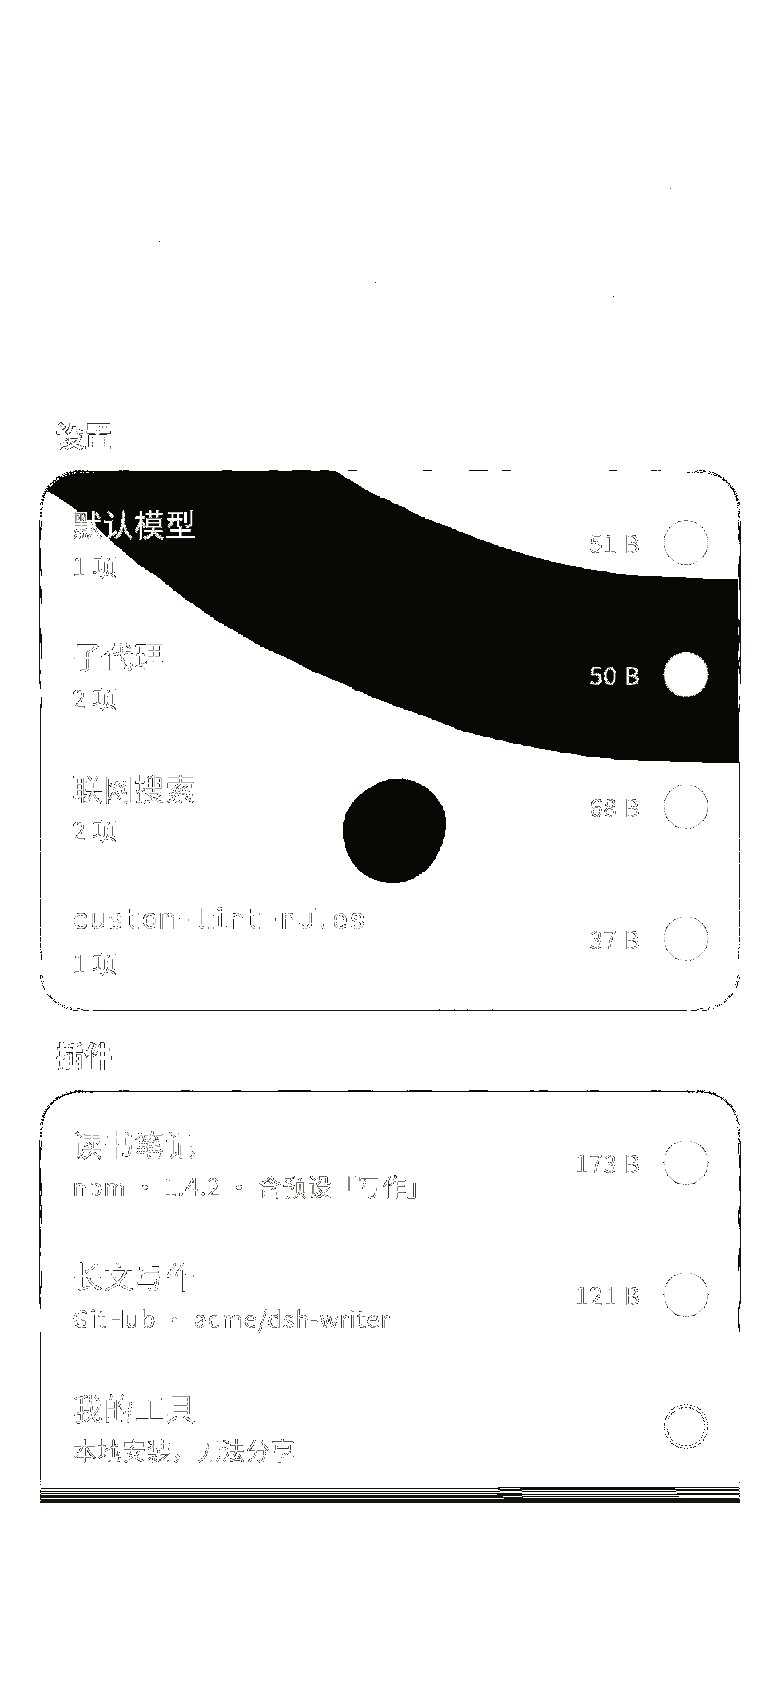 设置
默认模型
51 B
1 项
子代理
50 B
2 项
联网搜索
68 B
2 项
custom-lint-rules
37 B
1 项
插件
读书笔记
173 B
npm · 1.4.2 · 含预设「写作」
长文写作
121 B
GitHub · acme/dsh-writer
我的工具
本地安装，无法分享